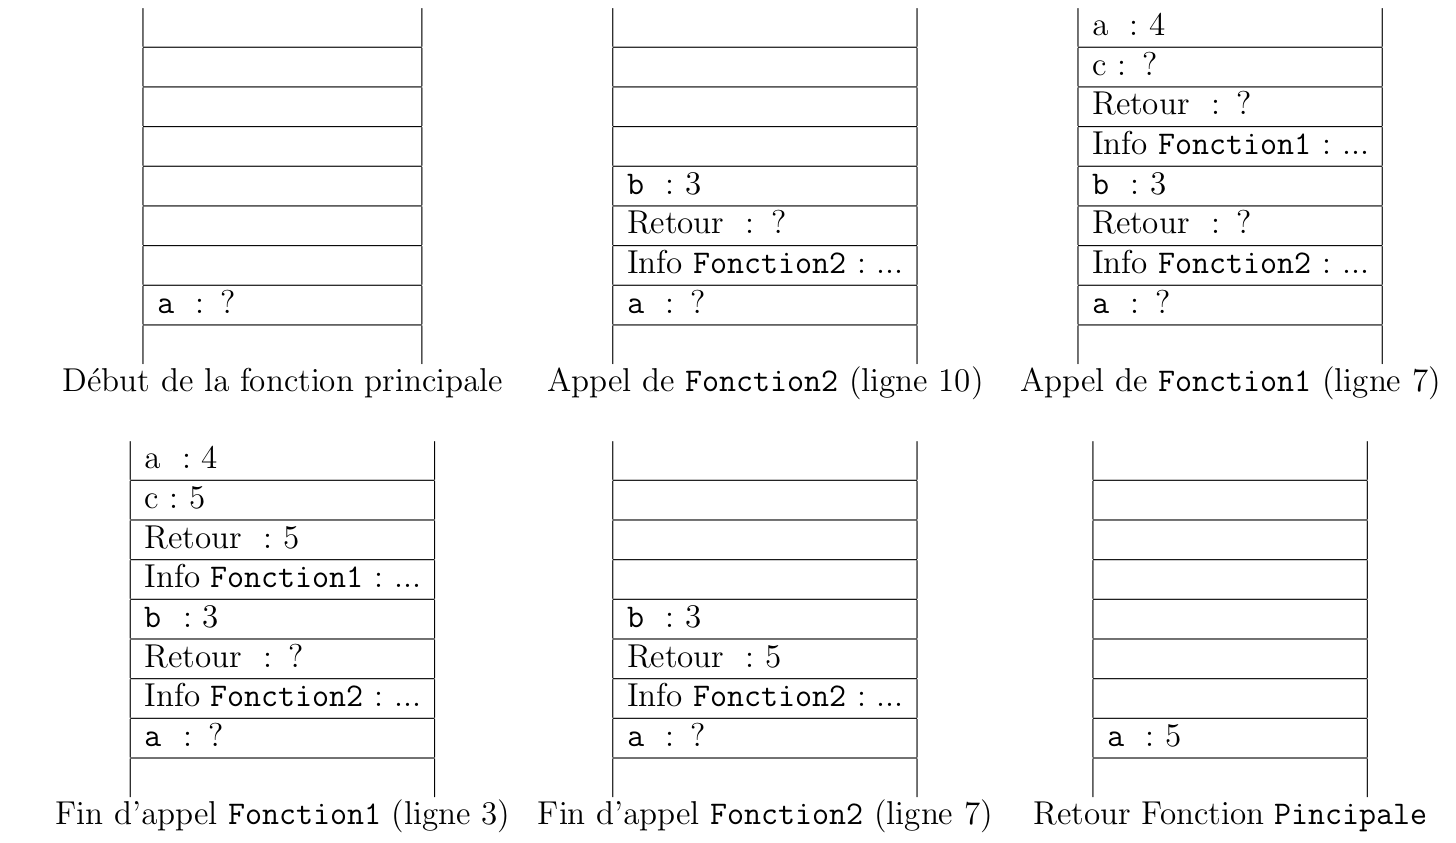 a : ?
Début de la fonction principale
b : 3
Retour : ?
Info Fonction2 : ...
a : ?
Appel de Fonction2 (ligne 10)
a : 4
c : ?
Retour : ?
Info Fonction1 : ...
b : 3
Retour : ?
Info Fonction2 : ...
a : ?
Appel de Fonction1 (ligne 7)
a : 4
c : 5
Retour : 5
Info Fonction1 : ...
b : 3
Retour : ?
Info Fonction2 : ...
a : ?
Fin d'appel Fonction1 (ligne 3)
b : 3
Retour : 5
Info Fonction2 : ...
a : ?
Fin d'appel Fonction2 (ligne 7)
a : 5
Retour Fonction Pincipale